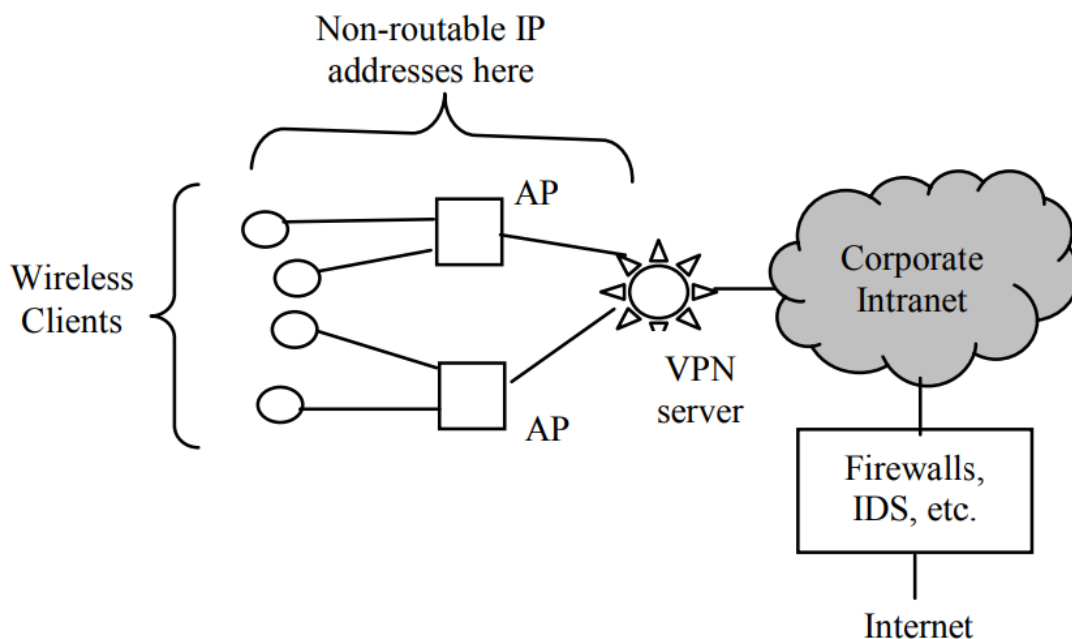 Non-routable IP
addresses here
AP
Wireless
Clients
AP
VPN
server
Corporate
Intranet
Firewalls,
IDS, etc.
Internet